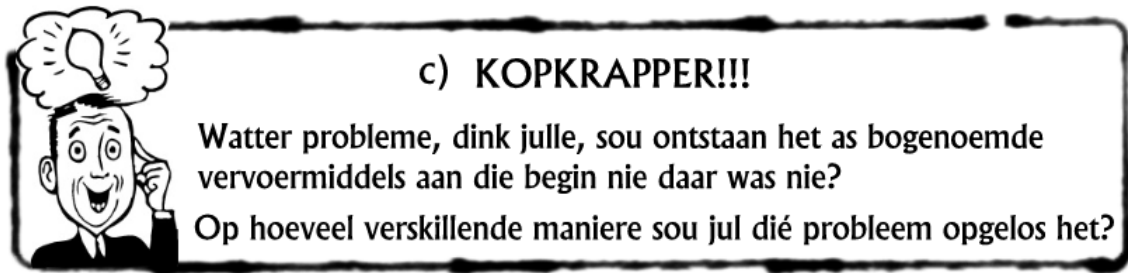 c) KOPKRAPPER!!!
Watter probleme, dink julle, sou ontstaan het as bogenoemde
vervoermiddels aan die begin nie daar was nie?
Op hoeveel verskillende maniere sou jul dié probleem opgelos het?